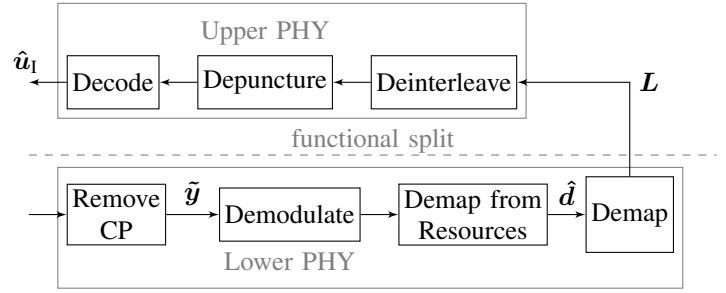 Upper PHY
û_I
Decode
Depuncture
Deinterleave
L
functional split
Remove
CP
ỹ
Demodulate
Demap from
Resources
d̂
Demap
Lower PHY